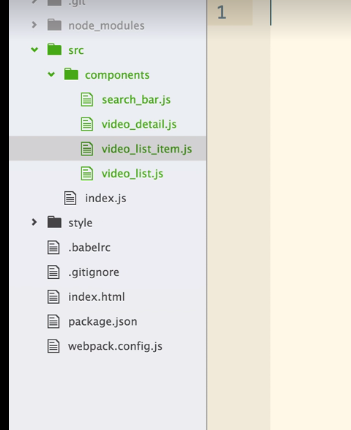 .git
1
node_modules
src
components
search_bar.js
video_detail.js
video_list_item.js
video_list.js
index.js
style
.babelrc
.gitignore
index.html
package.json
webpack.config.js